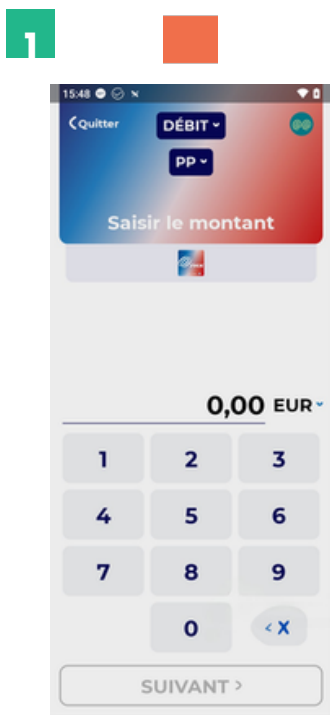 1
15:48
Quitter
DÉBIT
PP
Saisir le montant
0,00 EUR
1 2 3
4 5 6
7 8 9
0 < X
SUIVANT >